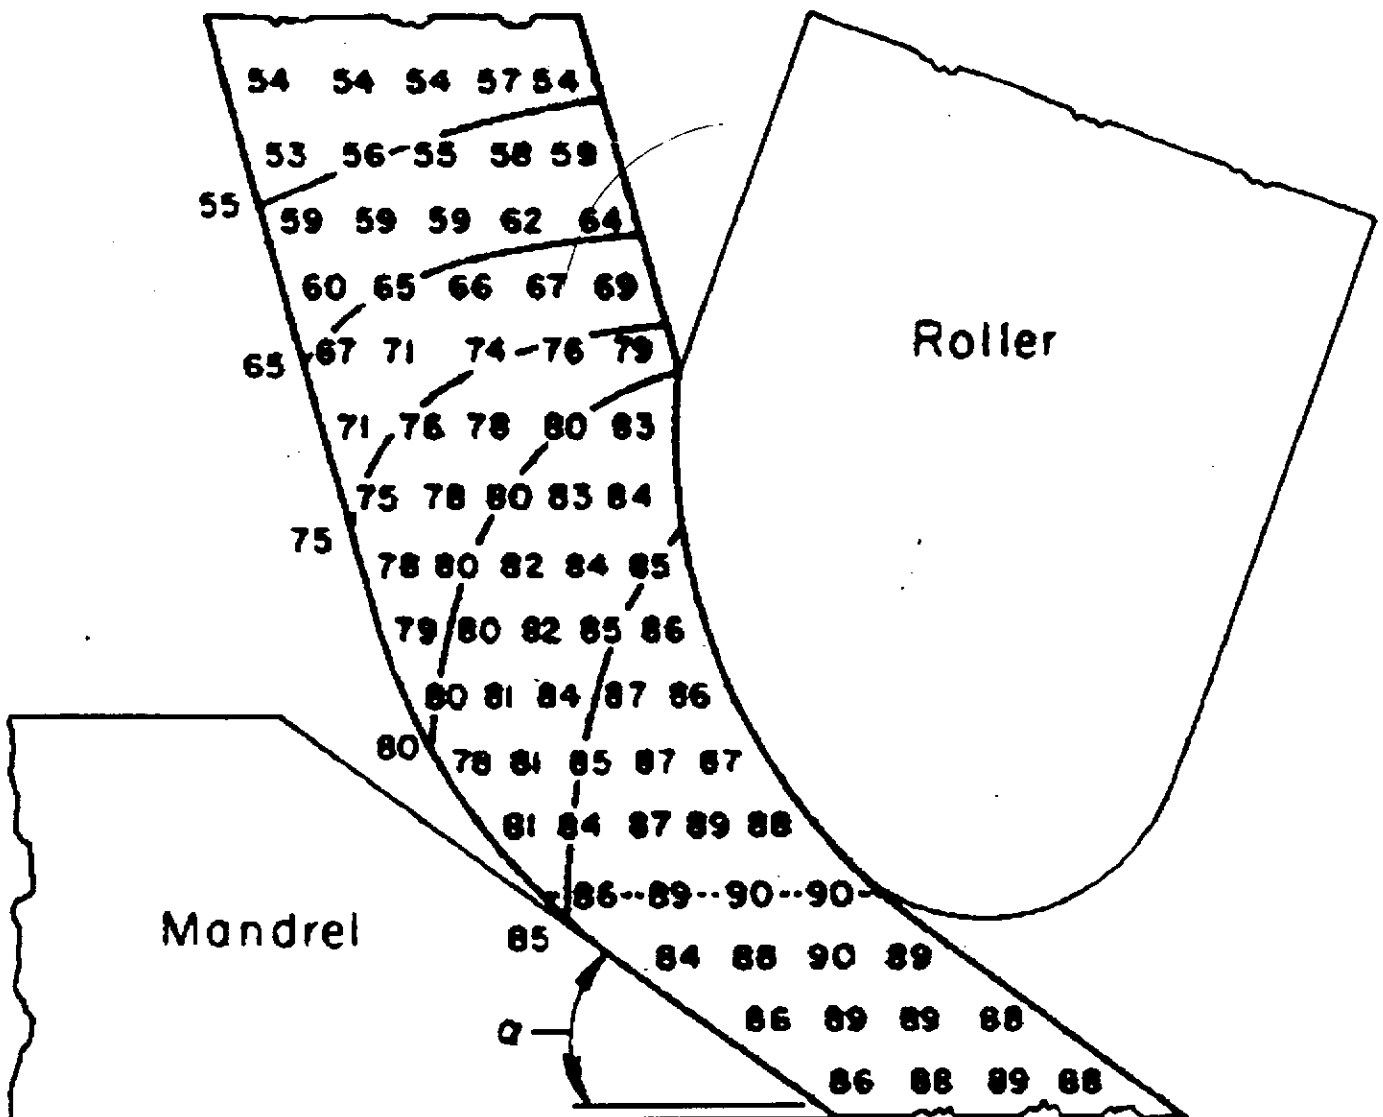 54 54 54 57 54
53 56 55 58 59
55
59 59 59 62 64
60 65 66 67 69
Roller
65
67 71 74 76 79
71 76 78 80 83
75 78 80 83 84
75
78 80 82 84 85
79 80 82 85 86
80 81 84 87 86
80
78 81 85 87 87
81 84 87 89 88
86 89 90 90
Mandrel
85
84 88 90 89
86 89 89 88
α
86 88 89 88